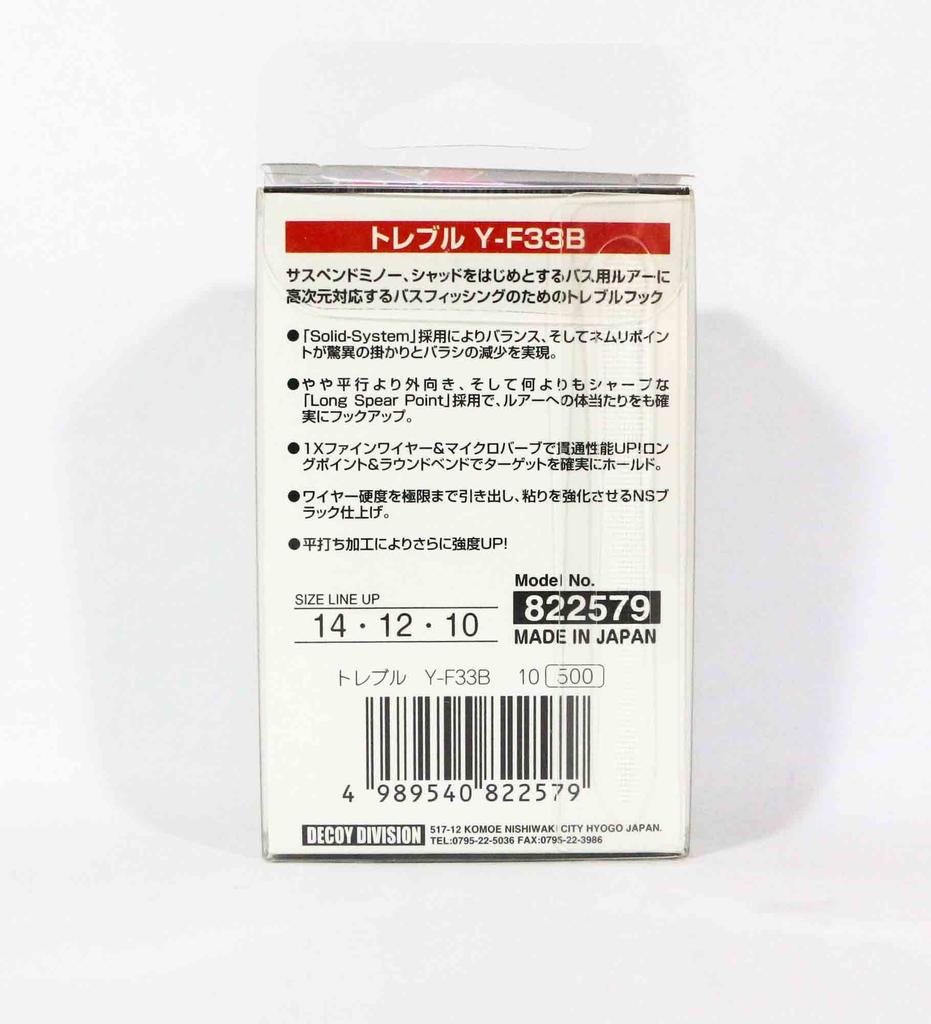 トレブル Y-F33B
サスペンドミノー、シャッドをはじめとするバス用ルアーに
高次元対応するバスフィッシングのためのトレブルフック
●「Solid-System」採用によりバランス、そしてネムリポイン
トが驚異の掛かりとバラシの減少を実現。
●やや平行より外向き、そして何よりもシャープな
「Long Spear Point」採用で、ルアーへの体当たりをも確
実にフックアップ。
●1Xファインワイヤー&マイクロバーブで貫通性能UP!ロン
グポイント&ラウンドベンドでターゲットを確実にホールド。
●ワイヤー硬度を極限まで引き出し、粘りを強化させるNSブ
ラック仕上げ。
●平打ち加工によりさらに強度UP!
Model No.
822579
MADE IN JAPAN
SIZE LINE UP
14・12・10
トレブル Y-F33B 10 500
4 989540 822579
DECOY DIVISION
517-12 KOMOE NISHIWAKI CITY HYOGO JAPAN.
TEL:0795-22-5036 FAX:0795-22-3986